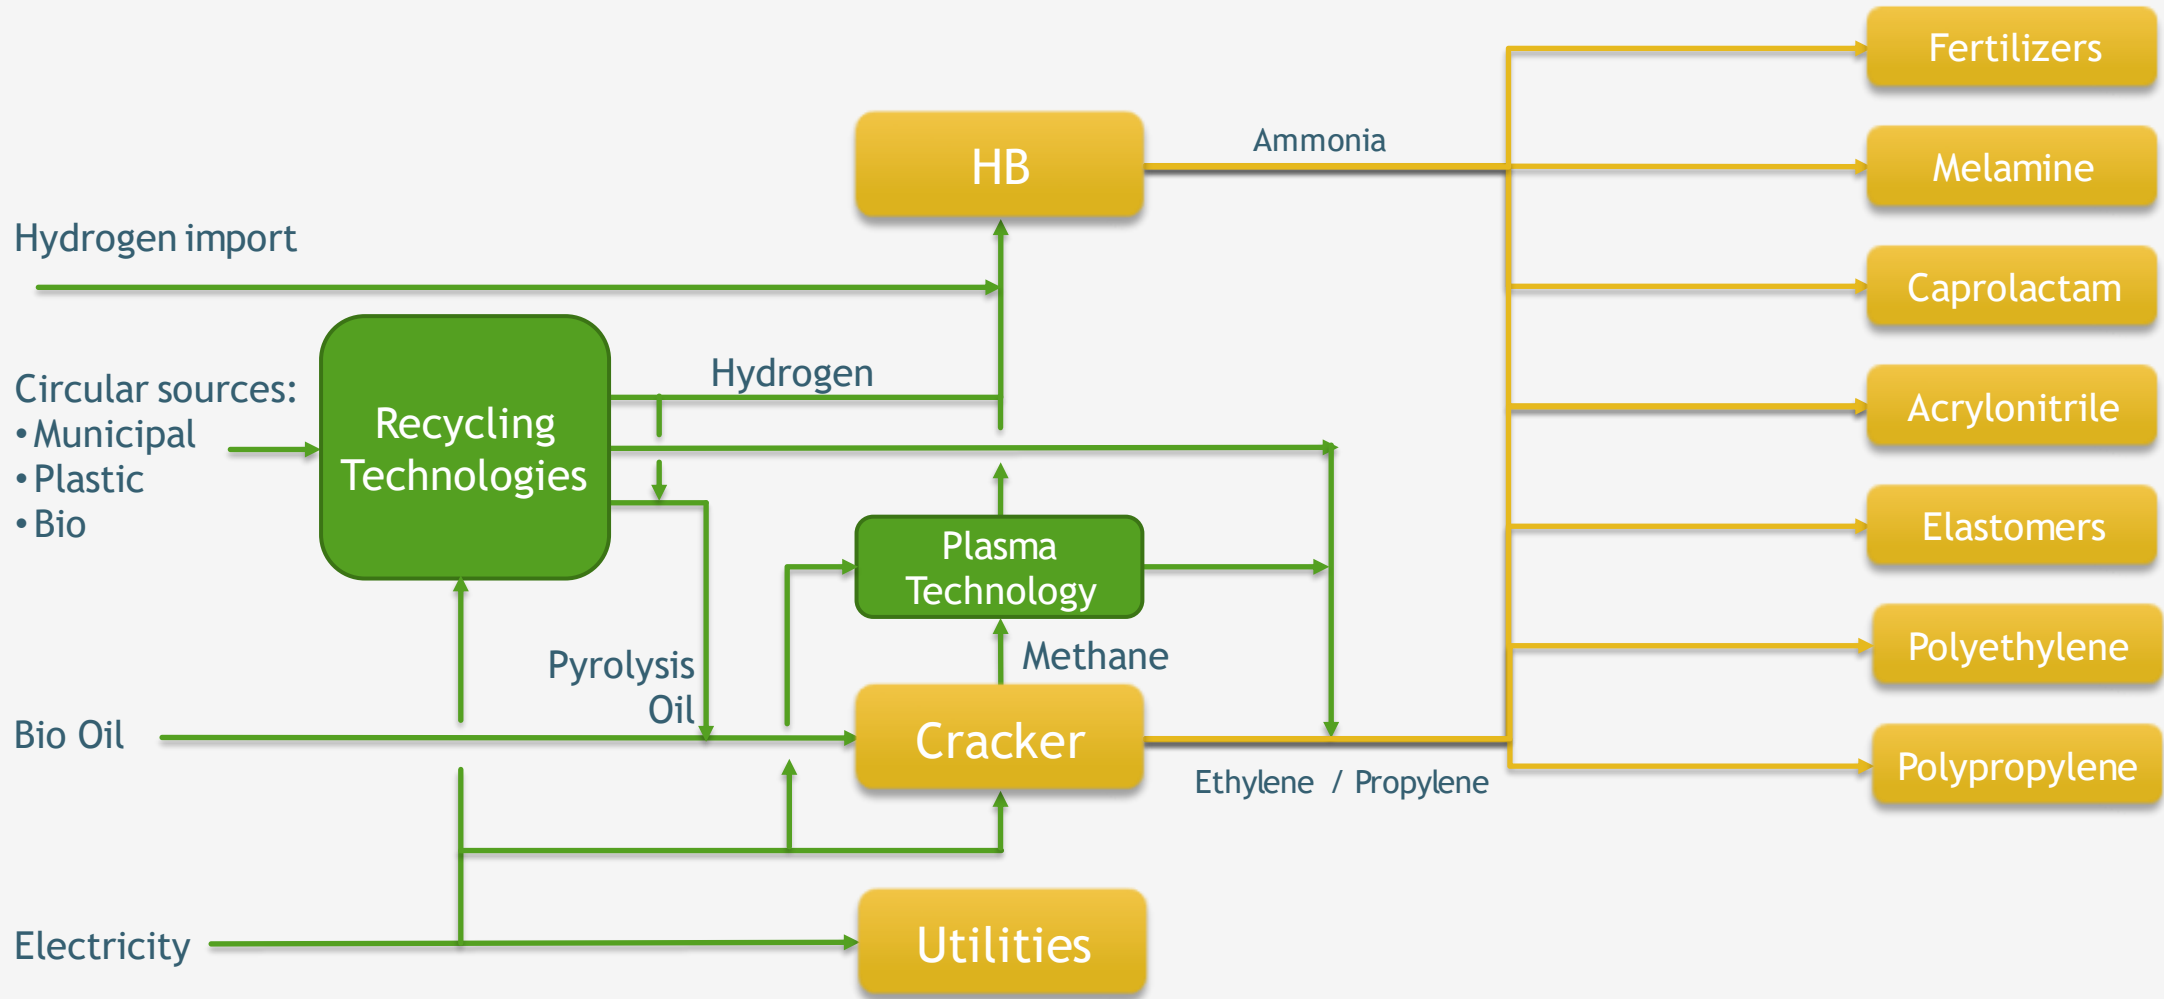 Fertilizers
HB
Ammonia
Melamine
Hydrogen import
Caprolactam
Circular sources:
• Municipal
• Plastic
• Bio
Recycling
Technologies
Hydrogen
Acrylonitrile
Plasma
Technology
Elastomers
Pyrolysis
Oil
Methane
Polyethylene
Bio Oil
Cracker
Ethylene / Propylene
Polypropylene
Electricity
Utilities